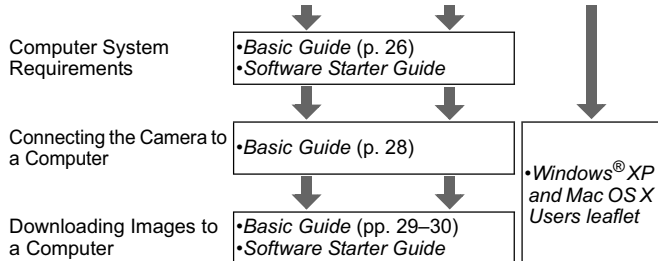 Computer System
Requirements
•Basic Guide (p. 26)
•Software Starter Guide
Connecting the Camera to
a Computer
•Basic Guide (p. 28)
•Windows® XP
and Mac OS X
Users leaflet
Downloading Images to
a Computer
•Basic Guide (pp. 29–30)
•Software Starter Guide